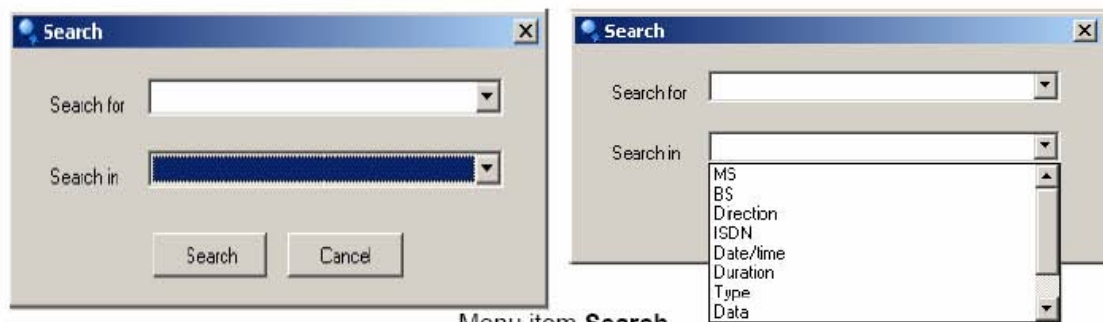 Search
Search for
Search in
Search Cancel
Search
Search for
Search in
MS
BS
Direction
ISDN
Date/time
Duration
Type
Data
Menu item Search